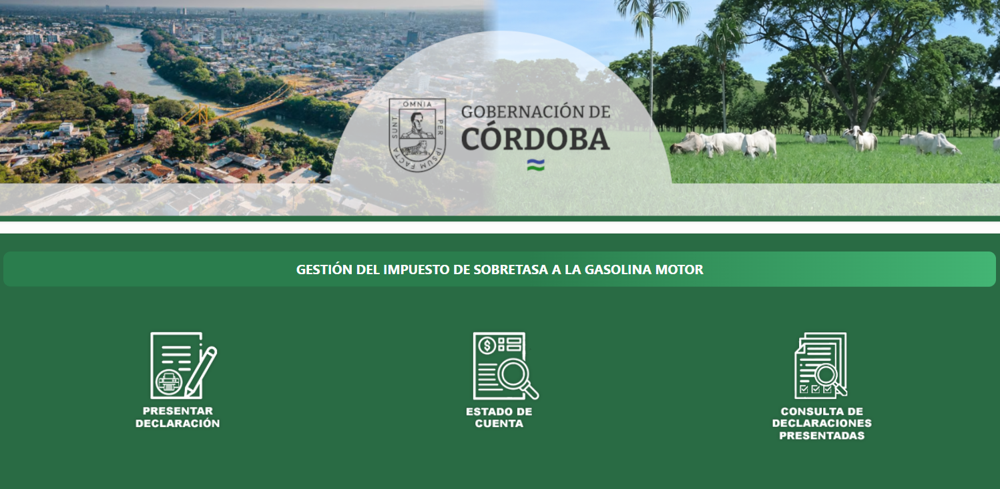 OMNIA
SUNT
PER
IPSUM FACTA
GOBERNACIÓN DE
CÓRDOBA
GESTIÓN DEL IMPUESTO DE SOBRETASA A LA GASOLINA MOTOR
$
PRESENTAR
DECLARACIÓN
ESTADO DE
CUENTA
CONSULTA DE
DECLARACIONES
PRESENTADAS